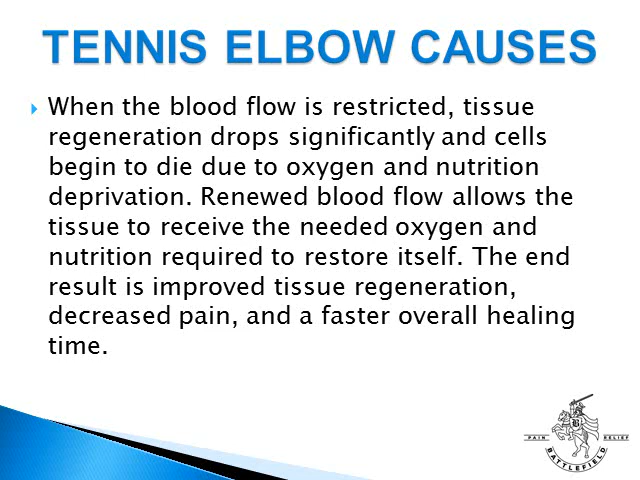 TENNIS ELBOW CAUSES
When the blood flow is restricted, tissue
regeneration drops significantly and cells
begin to die due to oxygen and nutrition
deprivation. Renewed blood flow allows the
tissue to receive the needed oxygen and
nutrition required to restore itself. The end
result is improved tissue regeneration,
decreased pain, and a faster overall healing
time.
B
PAIN RELIEF
BATTLEFIELD